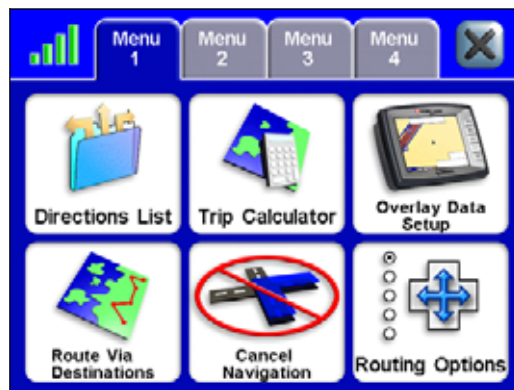 Menu
1
Menu
2
Menu
3
Menu
4
Directions List
Trip Calculator
Overlay Data
Setup
Route Via
Destinations
Cancel
Navigation
Routing Options